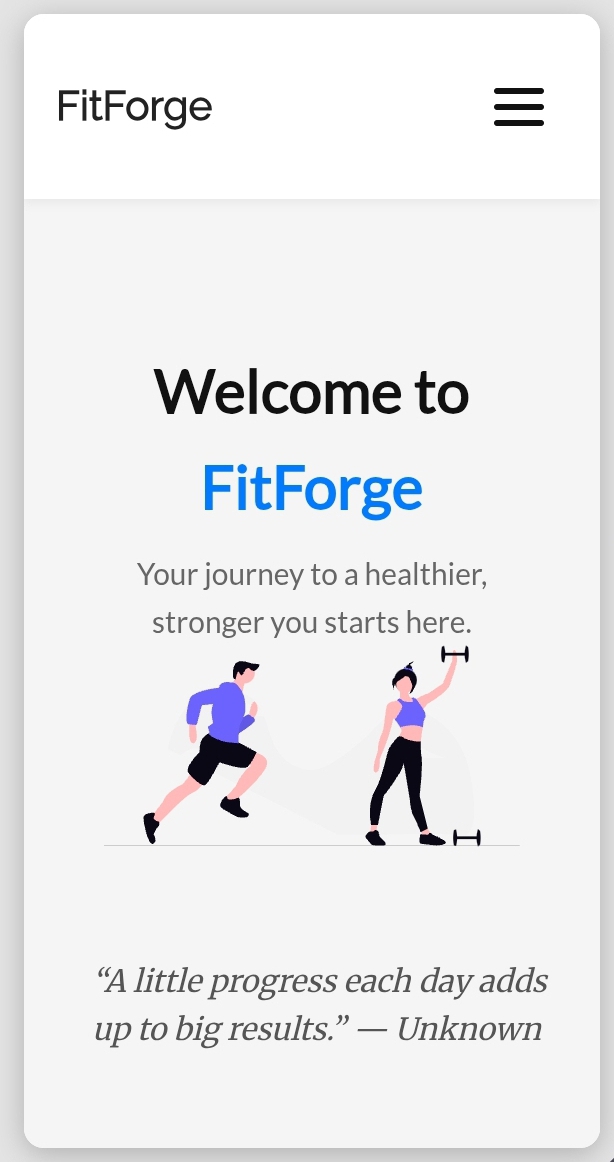 FitForge
Welcome to
FitForge
Your journey to a healthier,
stronger you starts here.
“A little progress each day adds
up to big results.” — Unknown